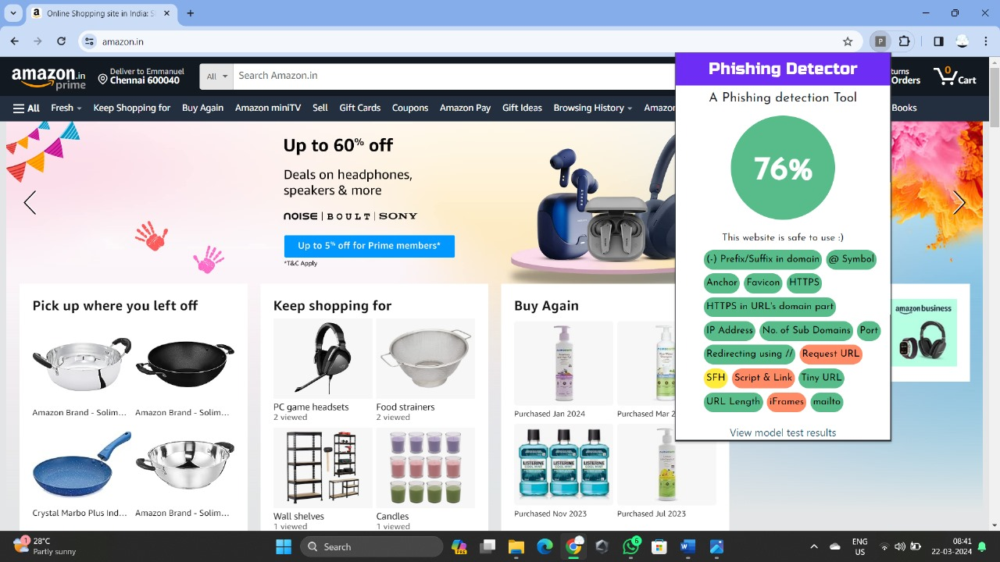 Online Shopping site in India: S
amazon.in
amazon.in
prime
Deliver to Emmanuel
Chennai 600040
All
Search Amazon.in
Orders
0
Cart
All
Fresh
Keep Shopping for
Buy Again
Amazon miniTV
Sell
Gift Cards
Coupons
Amazon Pay
Gift Ideas
Browsing History
Books
Up to 60% off
Deals on headphones,
speakers & more
noise | BOULT | SONY
Up to 5% off for Prime members*
*T&C Apply
Phishing Detector
A Phishing detection Tool
76%
This website is safe to use :)
(-) Prefix/Suffix in domain @ Symbol
Anchor Favicon HTTPS
HTTPS in URL's domain part
IP Address No. of Sub Domains Port
Redirecting using // Request URL
SFH Script & Link Tiny URL
URL Length iFrames mailto
View model test results
amazon business
Pick up where you left off
Amazon Brand - Solim...
Amazon Brand - Solim...
Crystal Marbo Plus Ind...
Amazon Brand - Solim...
Keep shopping for
PC game headsets
2 viewed
Food strainers
2 viewed
Wall shelves
1 viewed
Candles
1 viewed
Buy Again
LISTERINE
COOL MINT
Purchased Jan 2024
Purchased Mar 2
Purchased Nov 2023
Purchased Jul 2023
1
28°C
Partly sunny
Search
PRE
6
ENG
US
08:41
22-03-2024